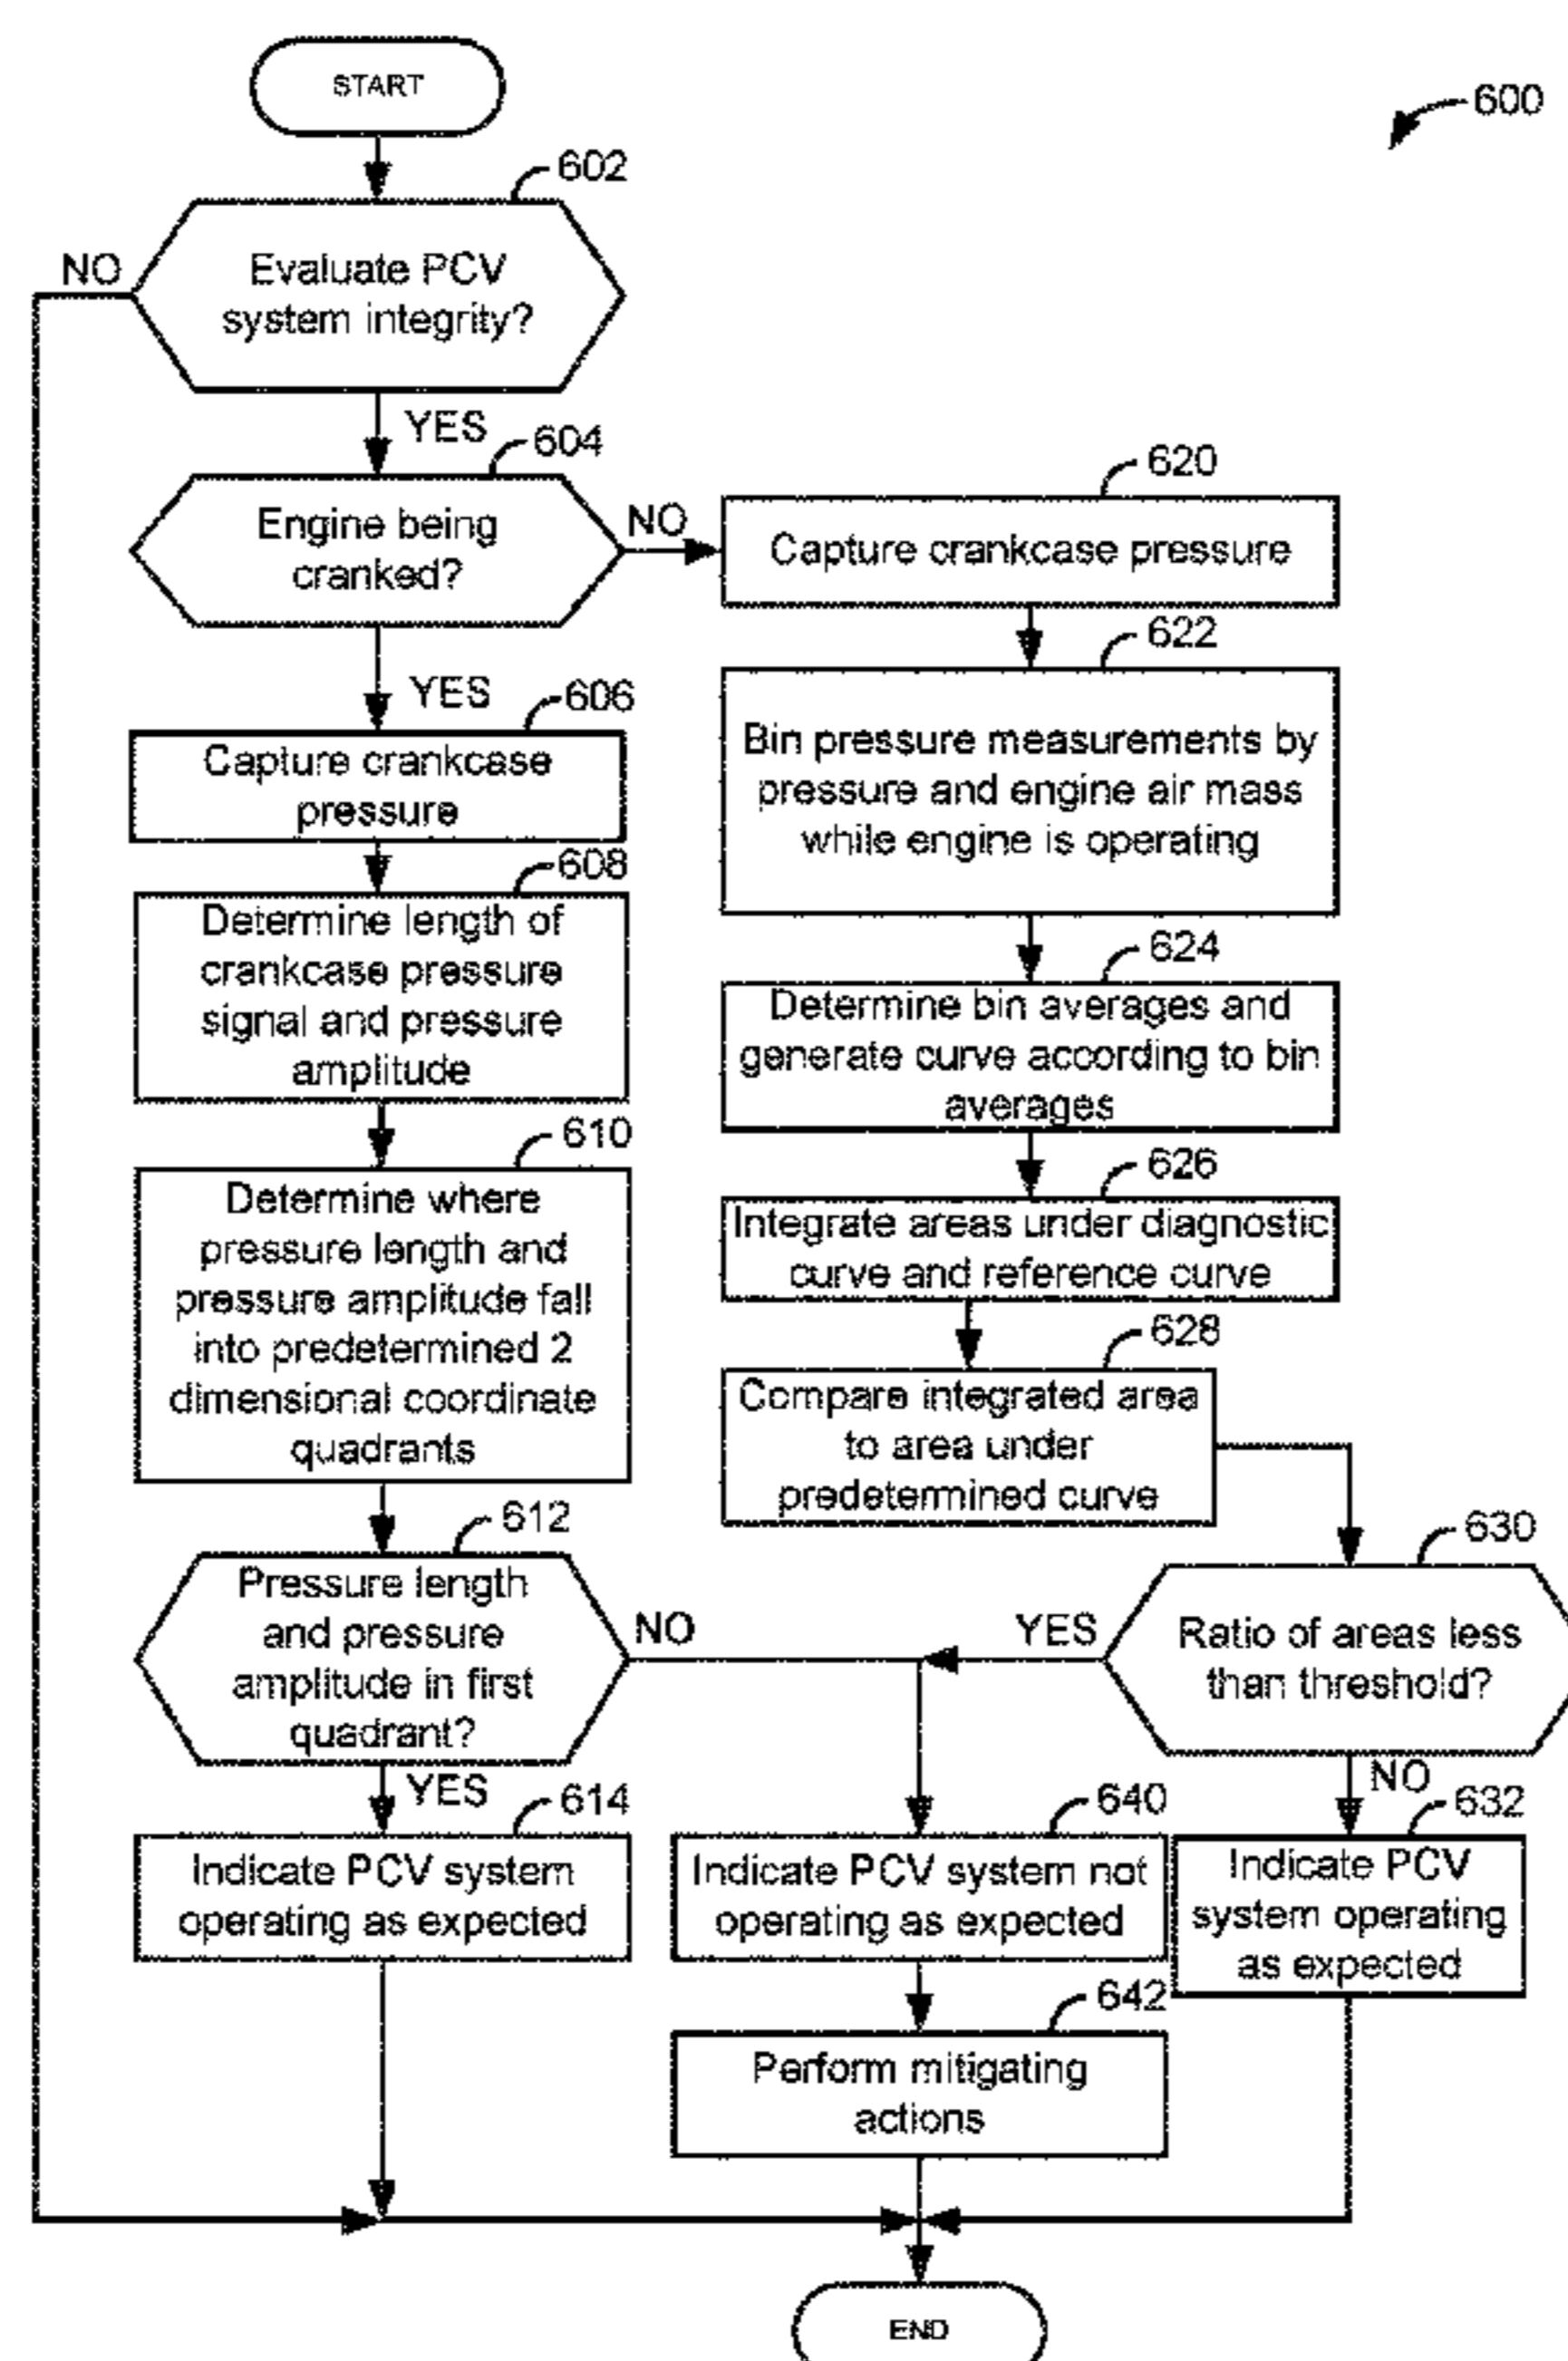 START
600
602
NO
Evaluate PCV
system integrity?
YES
604
Engine being
cranked?
NO
620
Capture crankcase pressure
YES
606
Capture crankcase
pressure
622
Bin pressure measurements by
pressure and engine air mass
while engine is operating
608
Determine length of
crankcase pressure
signal and pressure
amplitude
624
Determine bin averages and
generate curve according to bin
averages
610
Determine where
pressure length and
pressure amplitude fall
into predetermined 2
dimensional coordinate
quadrants
626
Integrate areas under diagnostic
curve and reference curve
628
Compare integrated area
to area under
predetermined curve
612
Pressure length
and pressure
amplitude in first
quadrant?
NO
630
YES
Ratio of areas less
than threshold?
YES
614
Indicate PCV system
operating as expected
640
Indicate PCV system not
operating as expected
NO
632
Indicate PCV
system operating
as expected
642
Perform mitigating
actions
END